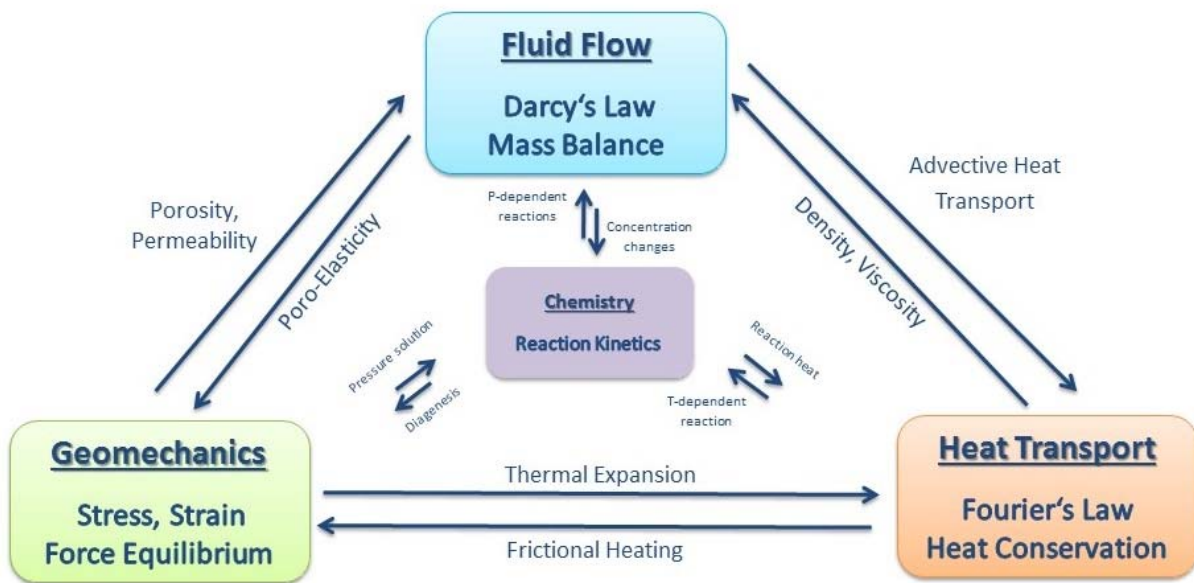 Fluid Flow
Darcy‘s Law
Mass Balance
Porosity,
Permeability
Poro-Elasticity
Advective Heat
Transport
Density, Viscosity
P-dependent
reactions
Concentration
changes
Chemistry
Reaction Kinetics
Pressure solution
Diagenesis
Reaction heat
T-dependent
reaction
Geomechanics
Stress, Strain
Force Equilibrium
Thermal Expansion
Frictional Heating
Heat Transport
Fourier‘s Law
Heat Conservation